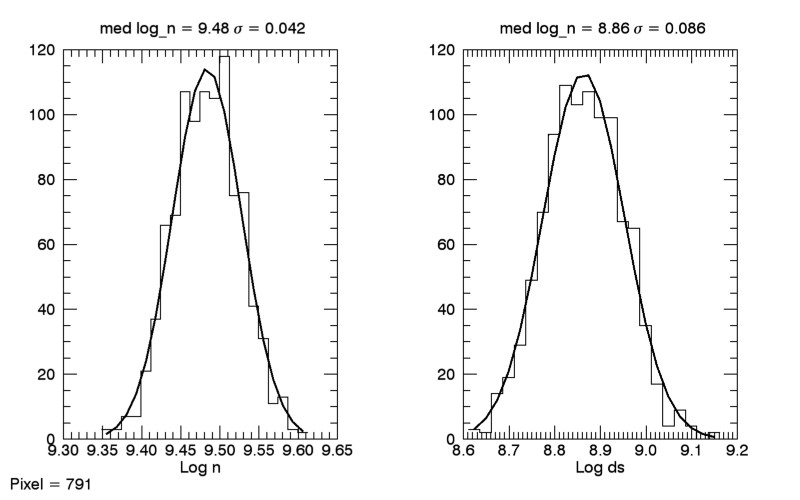 med log_n = 9.48 σ = 0.042
med log_n = 8.86 σ = 0.086
120
100
80
60
40
20
0
9.30 9.35 9.40 9.45 9.50 9.55 9.60 9.65
Log n
120
100
80
60
40
20
0
8.6 8.7 8.8 8.9 9.0 9.1 9.2
Log ds
Pixel = 791